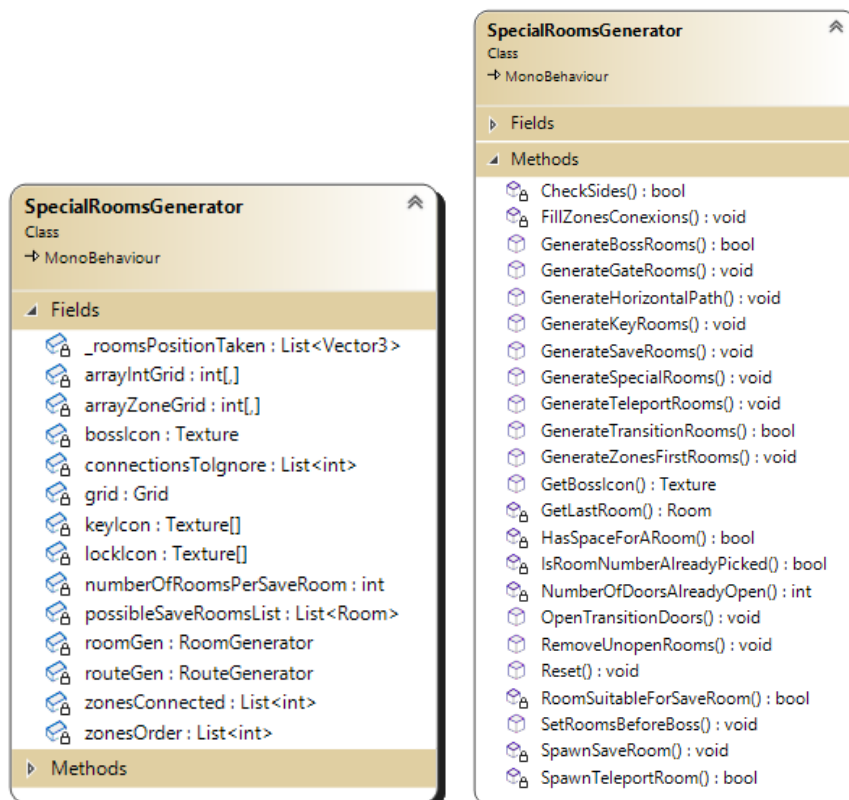 SpecialRoomsGenerator
Class
MonoBehaviour
Fields
_roomsPositionTaken : List<Vector3>
arrayIntGrid : int[,]
arrayZoneGrid : int[,]
bossIcon : Texture
connectionsToIgnore : List<int>
grid : Grid
keyIcon : Texture[]
lockIcon : Texture[]
numberOfRoomsPerSaveRoom : int
possibleSaveRoomsList : List<Room>
roomGen : RoomGenerator
routeGen : RouteGenerator
zonesConnected : List<int>
zonesOrder : List<int>
Methods
SpecialRoomsGenerator
Class
MonoBehaviour
Fields
Methods
CheckSides() : bool
FillZonesConexions() : void
GenerateBossRooms() : bool
GenerateGateRooms() : void
GenerateHorizontalPath() : void
GenerateKeyRooms() : void
GenerateSaveRooms() : void
GenerateSpecialRooms() : void
GenerateTeleportRooms() : void
GenerateTransitionRooms() : bool
GenerateZonesFirstRooms() : void
GetBossIcon() : Texture
GetLastRoom() : Room
HasSpaceForARoom() : bool
IsRoomNumberAlreadyPicked() : bool
NumberOfDoorsAlreadyOpen() : int
OpenTransitionDoors() : void
RemoveUnopenRooms() : void
Reset() : void
RoomSuitableForSaveRoom() : bool
SetRoomsBeforeBoss() : void
SpawnSaveRoom() : void
SpawnTeleportRoom() : bool